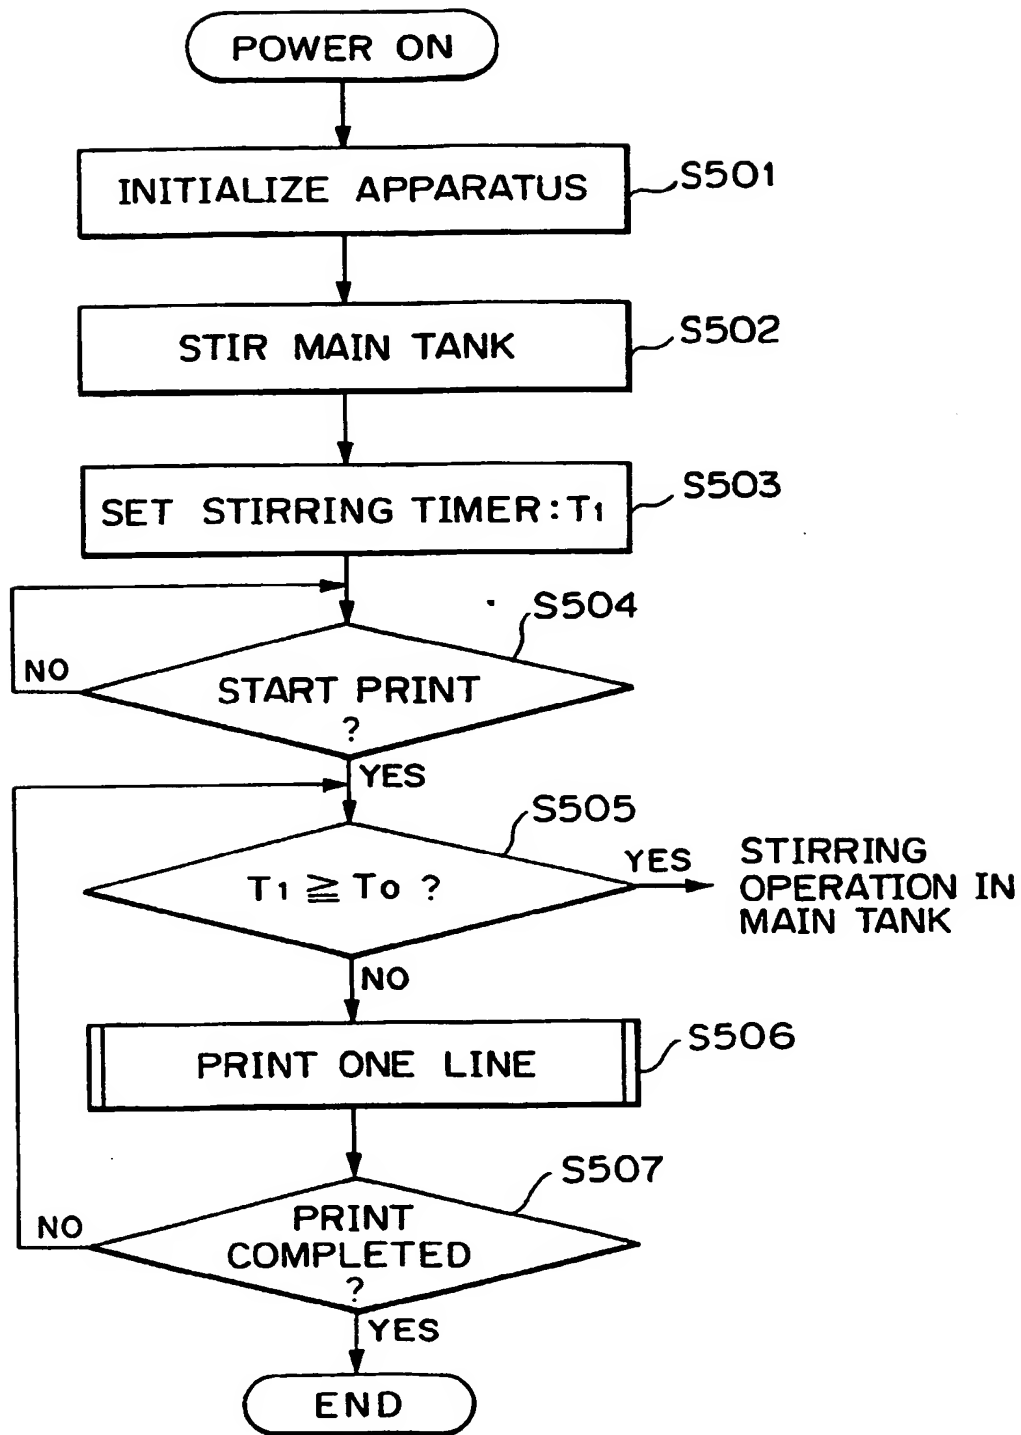 POWER ON
INITIALIZE APPARATUS
S501
STIR MAIN TANK
S502
SET STIRRING TIMER: T1
S503
S504
NO
START PRINT
?
YES
S505
T1 ≧ T0 ?
YES
STIRRING
OPERATION IN
MAIN TANK
NO
PRINT ONE LINE
S506
S507
NO
PRINT
COMPLETED
?
YES
END